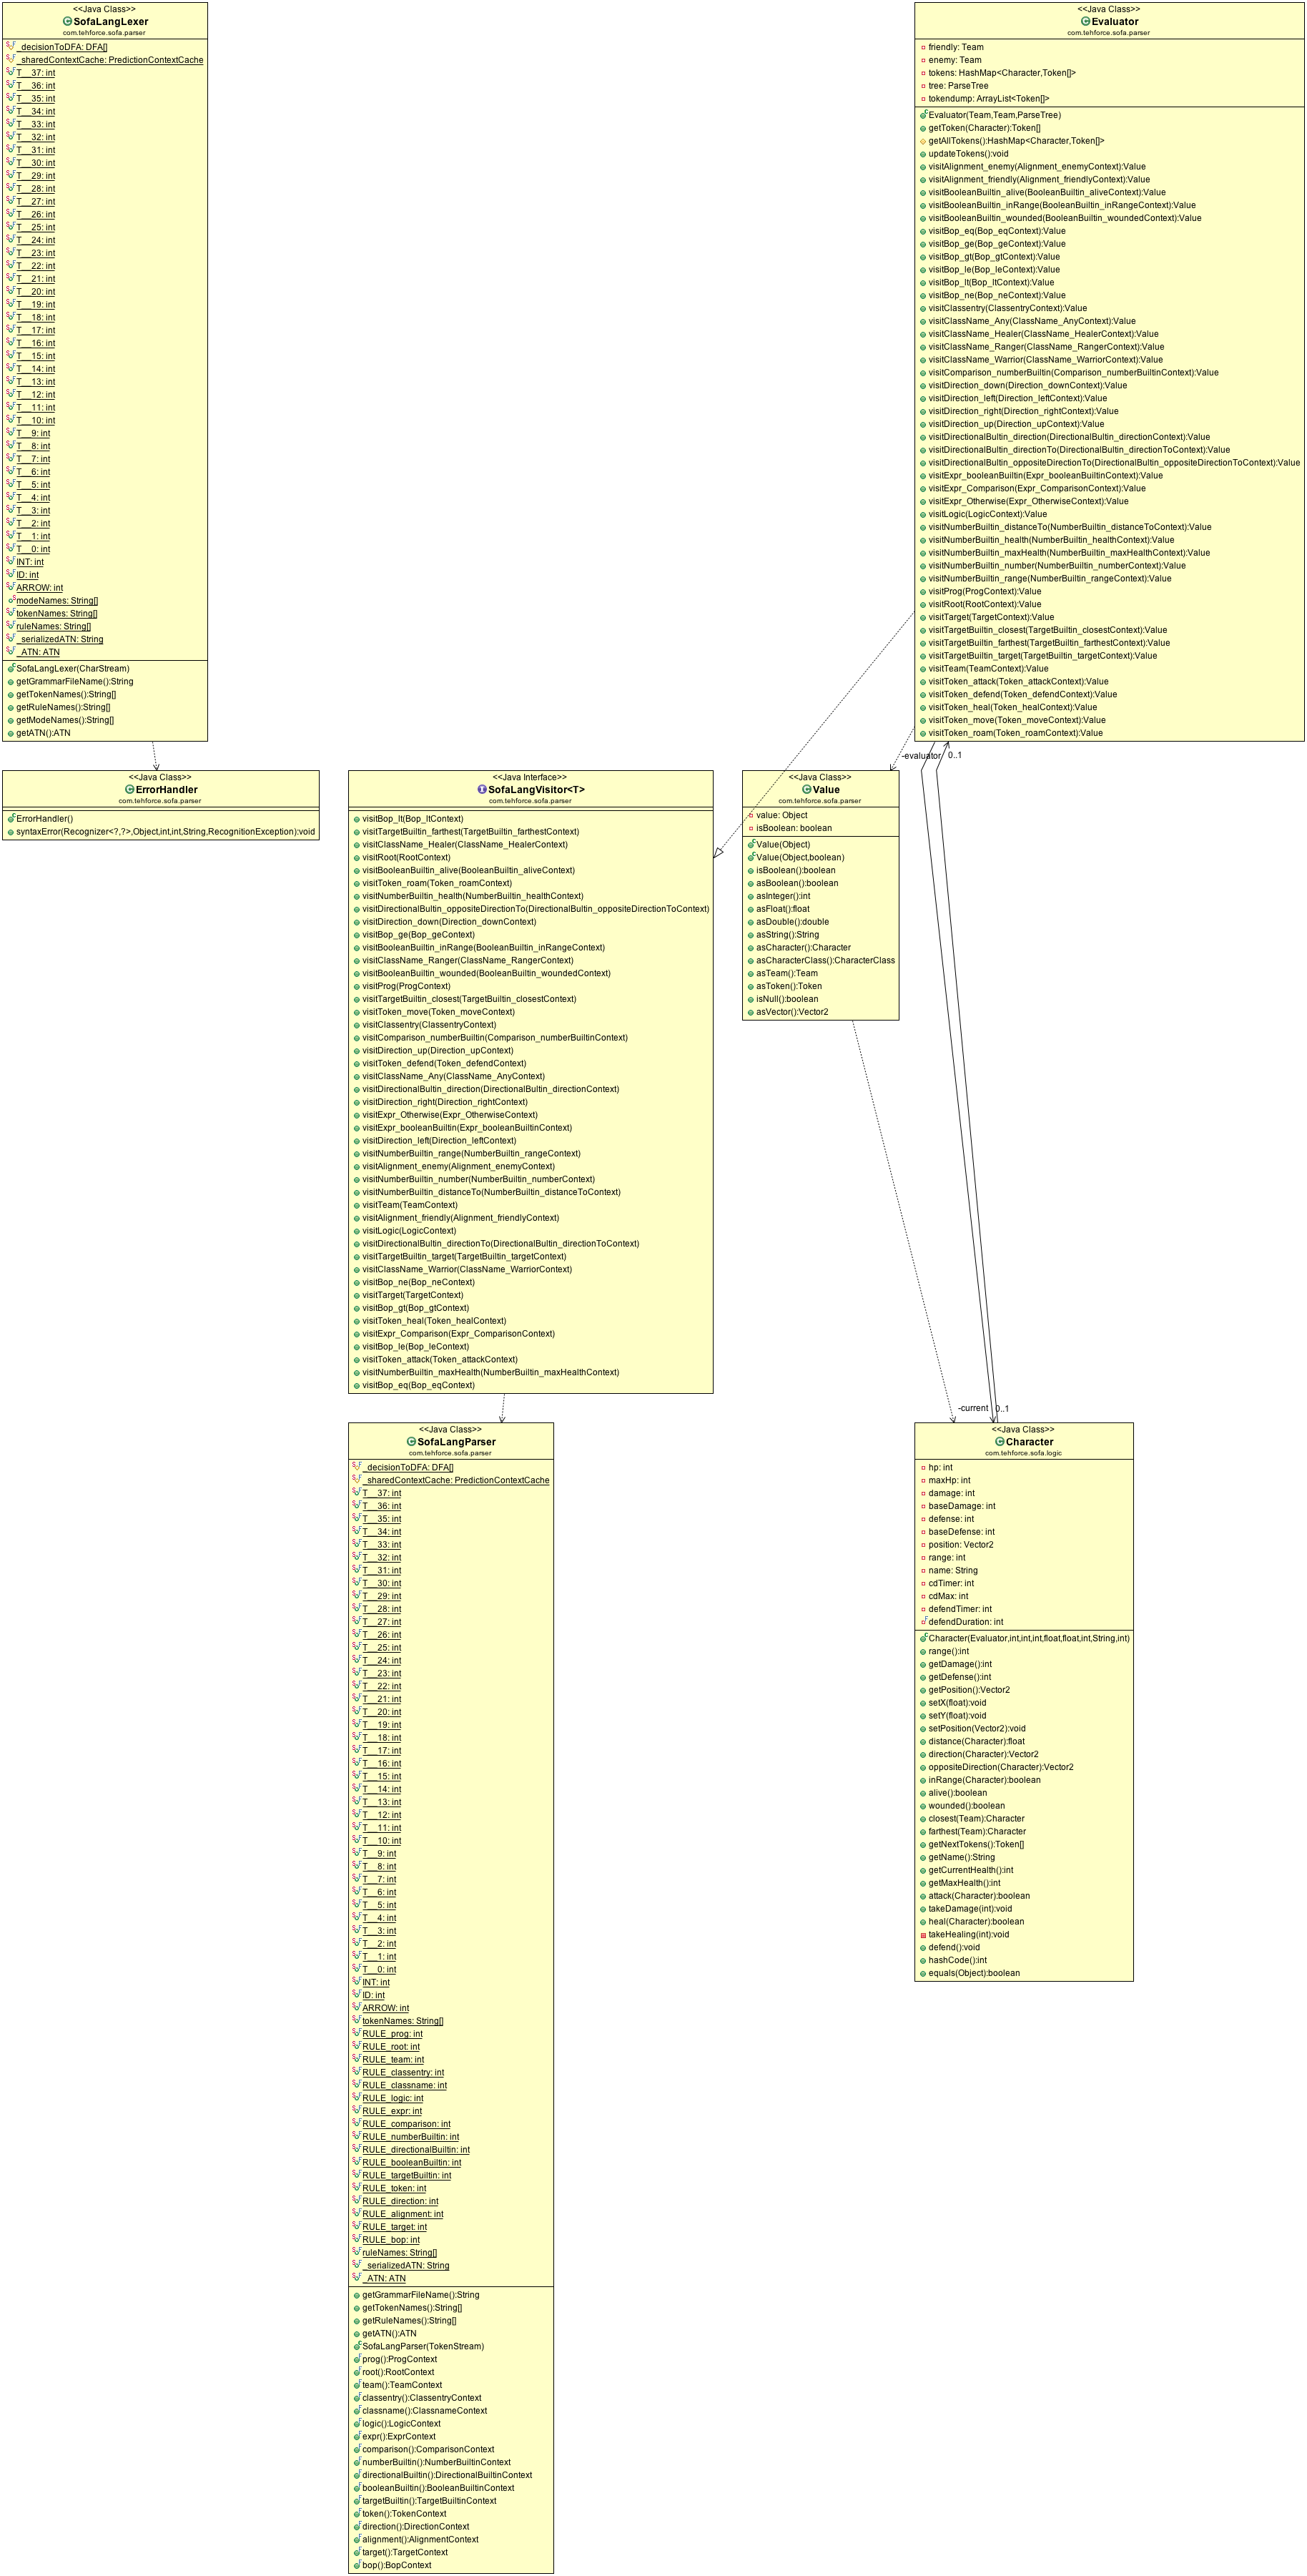 <<Java Class>>
SofaLangLexer
com.tehforce.sofa.parser
_decisionToDFA: DFA[]
_sharedContextCache: PredictionContextCache
T__37: int
T__36: int
T__35: int
T__34: int
T__33: int
T__32: int
T__31: int
T__30: int
T__29: int
T__28: int
T__27: int
T__26: int
T__25: int
T__24: int
T__23: int
T__22: int
T__21: int
T__20: int
T__19: int
T__18: int
T__17: int
T__16: int
T__15: int
T__14: int
T__13: int
T__12: int
T__11: int
T__10: int
T__9: int
T__8: int
T__7: int
T__6: int
T__5: int
T__4: int
T__3: int
T__2: int
T__1: int
T__0: int
INT: int
ID: int
ARROW: int
modeNames: String[]
tokenNames: String[]
ruleNames: String[]
_serializedATN: String
_ATN: ATN
SofaLangLexer(CharStream)
getGrammarFileName():String
getTokenNames():String[]
getRuleNames():String[]
getModeNames():String[]
getATN():ATN
<<Java Class>>
Evaluator
com.tehforce.sofa.parser
friendly: Team
enemy: Team
tokens: HashMap<Character,Token[]>
tree: ParseTree
tokendump: ArrayList<Token[]>
Evaluator(Team,Team,ParseTree)
getToken(Character):Token[]
getAllTokens():HashMap<Character,Token[]>
updateTokens():void
visitAlignment_enemy(Alignment_enemyContext):Value
visitAlignment_friendly(Alignment_friendlyContext):Value
visitBooleanBuiltin_alive(BooleanBuiltin_aliveContext):Value
visitBooleanBuiltin_inRange(BooleanBuiltin_inRangeContext):Value
visitBooleanBuiltin_wounded(BooleanBuiltin_woundedContext):Value
visitBop_eq(Bop_eqContext):Value
visitBop_ge(Bop_geContext):Value
visitBop_gt(Bop_gtContext):Value
visitBop_le(Bop_leContext):Value
visitBop_lt(Bop_ltContext):Value
visitBop_ne(Bop_neContext):Value
visitClassentry(ClassentryContext):Value
visitClassName_Any(ClassName_AnyContext):Value
visitClassName_Healer(ClassName_HealerContext):Value
visitClassName_Ranger(ClassName_RangerContext):Value
visitClassName_Warrior(ClassName_WarriorContext):Value
visitComparison_numberBuiltin(Comparison_numberBuiltinContext):Value
visitDirection_down(Direction_downContext):Value
visitDirection_left(Direction_leftContext):Value
visitDirection_right(Direction_rightContext):Value
visitDirection_up(Direction_upContext):Value
visitDirectionalBultin_direction(DirectionalBultin_directionContext):Value
visitDirectionalBultin_directionTo(DirectionalBultin_directionToContext):Value
visitDirectionalBultin_oppositeDirectionTo(DirectionalBultin_oppositeDirectionToContext):Value
visitExpr_booleanBuiltin(Expr_booleanBuiltinContext):Value
visitExpr_Comparison(Expr_ComparisonContext):Value
visitExpr_Otherwise(Expr_OtherwiseContext):Value
visitLogic(LogicContext):Value
visitNumberBuiltin_distanceTo(NumberBuiltin_distanceToContext):Value
visitNumberBuiltin_health(NumberBuiltin_healthContext):Value
visitNumberBuiltin_maxHealth(NumberBuiltin_maxHealthContext):Value
visitNumberBuiltin_number(NumberBuiltin_numberContext):Value
visitNumberBuiltin_range(NumberBuiltin_rangeContext):Value
visitProg(ProgContext):Value
visitRoot(RootContext):Value
visitTarget(TargetContext):Value
visitTargetBuiltin_closest(TargetBuiltin_closestContext):Value
visitTargetBuiltin_farthest(TargetBuiltin_farthestContext):Value
visitTargetBuiltin_target(TargetBuiltin_targetContext):Value
visitTeam(TeamContext):Value
visitToken_attack(Token_attackContext):Value
visitToken_defend(Token_defendContext):Value
visitToken_heal(Token_healContext):Value
visitToken_move(Token_moveContext):Value
visitToken_roam(Token_roamContext):Value
-evaluator
0..1
<<Java Class>>
ErrorHandler
com.tehforce.sofa.parser
ErrorHandler()
syntaxError(Recognizer<?,?>,Object,int,int,String,RecognitionException):void
<<Java Interface>>
SofaLangVisitor<T>
com.tehforce.sofa.parser
visitBop_lt(Bop_ltContext)
visitTargetBuiltin_farthest(TargetBuiltin_farthestContext)
visitClassName_Healer(ClassName_HealerContext)
visitRoot(RootContext)
visitBooleanBuiltin_alive(BooleanBuiltin_aliveContext)
visitToken_roam(Token_roamContext)
visitNumberBuiltin_health(NumberBuiltin_healthContext)
visitDirectionalBultin_oppositeDirectionTo(DirectionalBultin_oppositeDirectionToContext)
visitDirection_down(Direction_downContext)
visitBop_ge(Bop_geContext)
visitBooleanBuiltin_inRange(BooleanBuiltin_inRangeContext)
visitClassName_Ranger(ClassName_RangerContext)
visitBooleanBuiltin_wounded(BooleanBuiltin_woundedContext)
visitProg(ProgContext)
visitTargetBuiltin_closest(TargetBuiltin_closestContext)
visitToken_move(Token_moveContext)
visitClassentry(ClassentryContext)
visitComparison_numberBuiltin(Comparison_numberBuiltinContext)
visitDirection_up(Direction_upContext)
visitToken_defend(Token_defendContext)
visitClassName_Any(ClassName_AnyContext)
visitDirectionalBultin_direction(DirectionalBultin_directionContext)
visitDirection_right(Direction_rightContext)
visitExpr_Otherwise(Expr_OtherwiseContext)
visitExpr_booleanBuiltin(Expr_booleanBuiltinContext)
visitDirection_left(Direction_leftContext)
visitNumberBuiltin_range(NumberBuiltin_rangeContext)
visitAlignment_enemy(Alignment_enemyContext)
visitNumberBuiltin_number(NumberBuiltin_numberContext)
visitNumberBuiltin_distanceTo(NumberBuiltin_distanceToContext)
visitTeam(TeamContext)
visitAlignment_friendly(Alignment_friendlyContext)
visitLogic(LogicContext)
visitDirectionalBultin_directionTo(DirectionalBultin_directionToContext)
visitTargetBuiltin_target(TargetBuiltin_targetContext)
visitClassName_Warrior(ClassName_WarriorContext)
visitBop_ne(Bop_neContext)
visitTarget(TargetContext)
visitBop_gt(Bop_gtContext)
visitToken_heal(Token_healContext)
visitExpr_Comparison(Expr_ComparisonContext)
visitBop_le(Bop_leContext)
visitToken_attack(Token_attackContext)
visitNumberBuiltin_maxHealth(NumberBuiltin_maxHealthContext)
visitBop_eq(Bop_eqContext)
<<Java Class>>
Value
com.tehforce.sofa.parser
value: Object
isBoolean: boolean
Value(Object)
Value(Object,boolean)
isBoolean():boolean
asBoolean():boolean
asInteger():int
asFloat():float
asDouble():double
asString():String
asCharacter():Character
asCharacterClass():CharacterClass
asTeam():Team
asToken():Token
isNull():boolean
asVector():Vector2
-current
0..1
<<Java Class>>
SofaLangParser
com.tehforce.sofa.parser
_decisionToDFA: DFA[]
_sharedContextCache: PredictionContextCache
T__37: int
T__36: int
T__35: int
T__34: int
T__33: int
T__32: int
T__31: int
T__30: int
T__29: int
T__28: int
T__27: int
T__26: int
T__25: int
T__24: int
T__23: int
T__22: int
T__21: int
T__20: int
T__19: int
T__18: int
T__17: int
T__16: int
T__15: int
T__14: int
T__13: int
T__12: int
T__11: int
T__10: int
T__9: int
T__8: int
T__7: int
T__6: int
T__5: int
T__4: int
T__3: int
T__2: int
T__1: int
T__0: int
INT: int
ID: int
ARROW: int
tokenNames: String[]
RULE_prog: int
RULE_root: int
RULE_team: int
RULE_classentry: int
RULE_classname: int
RULE_logic: int
RULE_expr: int
RULE_comparison: int
RULE_numberBuiltin: int
RULE_directionalBuiltin: int
RULE_booleanBuiltin: int
RULE_targetBuiltin: int
RULE_token: int
RULE_direction: int
RULE_alignment: int
RULE_target: int
RULE_bop: int
ruleNames: String[]
_serializedATN: String
_ATN: ATN
getGrammarFileName():String
getTokenNames():String[]
getRuleNames():String[]
getATN():ATN
SofaLangParser(TokenStream)
prog():ProgContext
root():RootContext
team():TeamContext
classentry():ClassentryContext
classname():ClassnameContext
logic():LogicContext
expr():ExprContext
comparison():ComparisonContext
numberBuiltin():NumberBuiltinContext
directionalBuiltin():DirectionalBuiltinContext
booleanBuiltin():BooleanBuiltinContext
targetBuiltin():TargetBuiltinContext
token():TokenContext
direction():DirectionContext
alignment():AlignmentContext
target():TargetContext
bop():BopContext
<<Java Class>>
Character
com.tehforce.sofa.logic
hp: int
maxHp: int
damage: int
baseDamage: int
defense: int
baseDefense: int
position: Vector2
range: int
name: String
cdTimer: int
cdMax: int
defendTimer: int
defendDuration: int
Character(Evaluator,int,int,int,float,float,int,String,int)
range():int
getDamage():int
getDefense():int
getPosition():Vector2
setX(float):void
setY(float):void
setPosition(Vector2):void
distance(Character):float
direction(Character):Vector2
oppositeDirection(Character):Vector2
inRange(Character):boolean
alive():boolean
wounded():boolean
closest(Team):Character
farthest(Team):Character
getNextTokens():Token[]
getName():String
getCurrentHealth():int
getMaxHealth():int
attack(Character):boolean
takeDamage(int):void
heal(Character):boolean
takeHealing(int):void
defend():void
hashCode():int
equals(Object):boolean